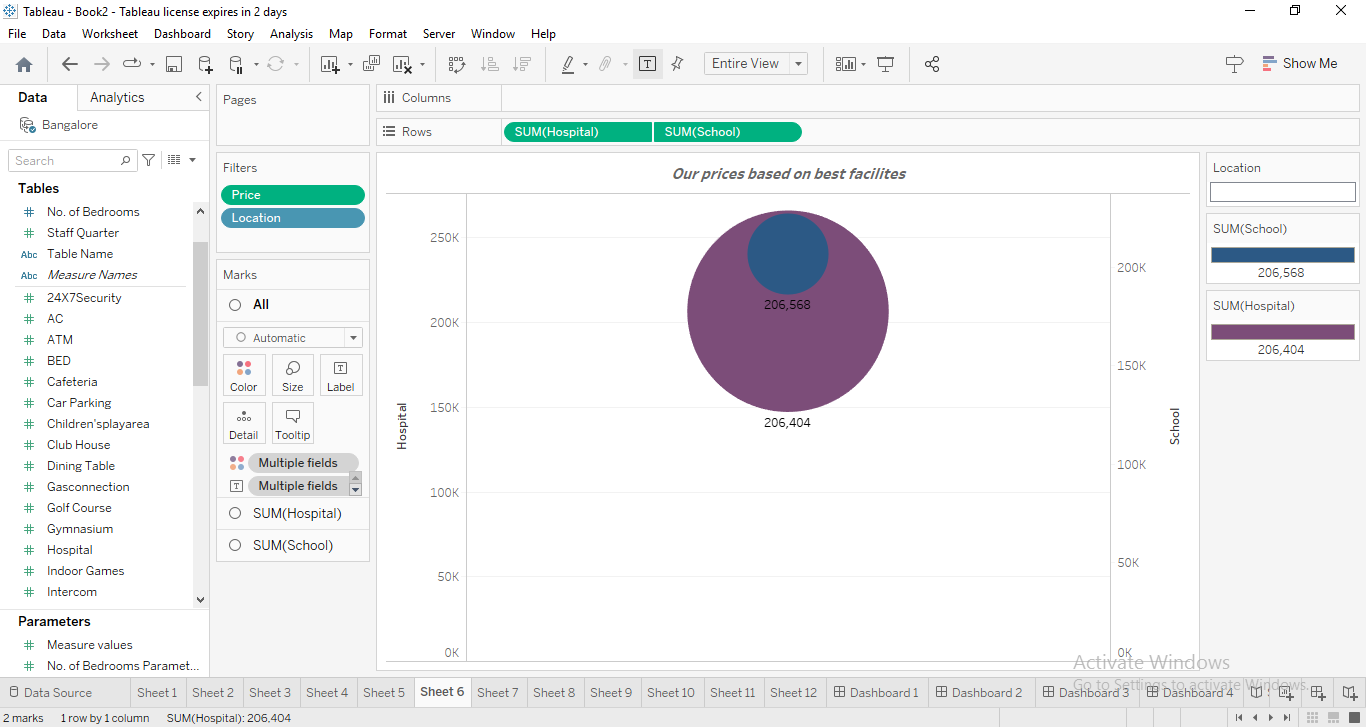 Tableau - Book2 - Tableau license expires in 2 days
File Data Worksheet Dashboard Story Analysis Map Format Server Window Help
Entire View
Show Me
Data Analytics
Bangalore
Search
Tables
No. of Bedrooms
Staff Quarter
Abc Table Name
Abc Measure Names
24X7Security
AC
ATM
BED
Cafeteria
Car Parking
Children'splayarea
Club House
Dining Table
Gasconnection
Golf Course
Gymnasium
Hospital
Indoor Games
Intercom
Parameters
Measure values
No. of Bedrooms Paramet...
Pages
Filters
Price
Location
Marks
All
Automatic
Color Size Label
Detail Tooltip
Multiple fields
Multiple fields
SUM(Hospital)
SUM(School)
Columns
Rows SUM(Hospital) SUM(School)
Our prices based on best facilites
250K
200K
150K
100K
50K
0K
Hospital
206,568
206,404
200K
150K
100K
50K
0K
School
Location
SUM(School)
206,568
SUM(Hospital)
206,404
Activate Windows
Go to Settings to activate Windows.
Data Source Sheet 1 Sheet 2 Sheet 3 Sheet 4 Sheet 5 Sheet 6 Sheet 7 Sheet 8 Sheet 9 Sheet 10 Sheet 11 Sheet 12 Dashboard 1 Dashboard 2 Dashboard 3 Dashboard 4
2 marks 1 row by 1 column SUM(Hospital): 206,404